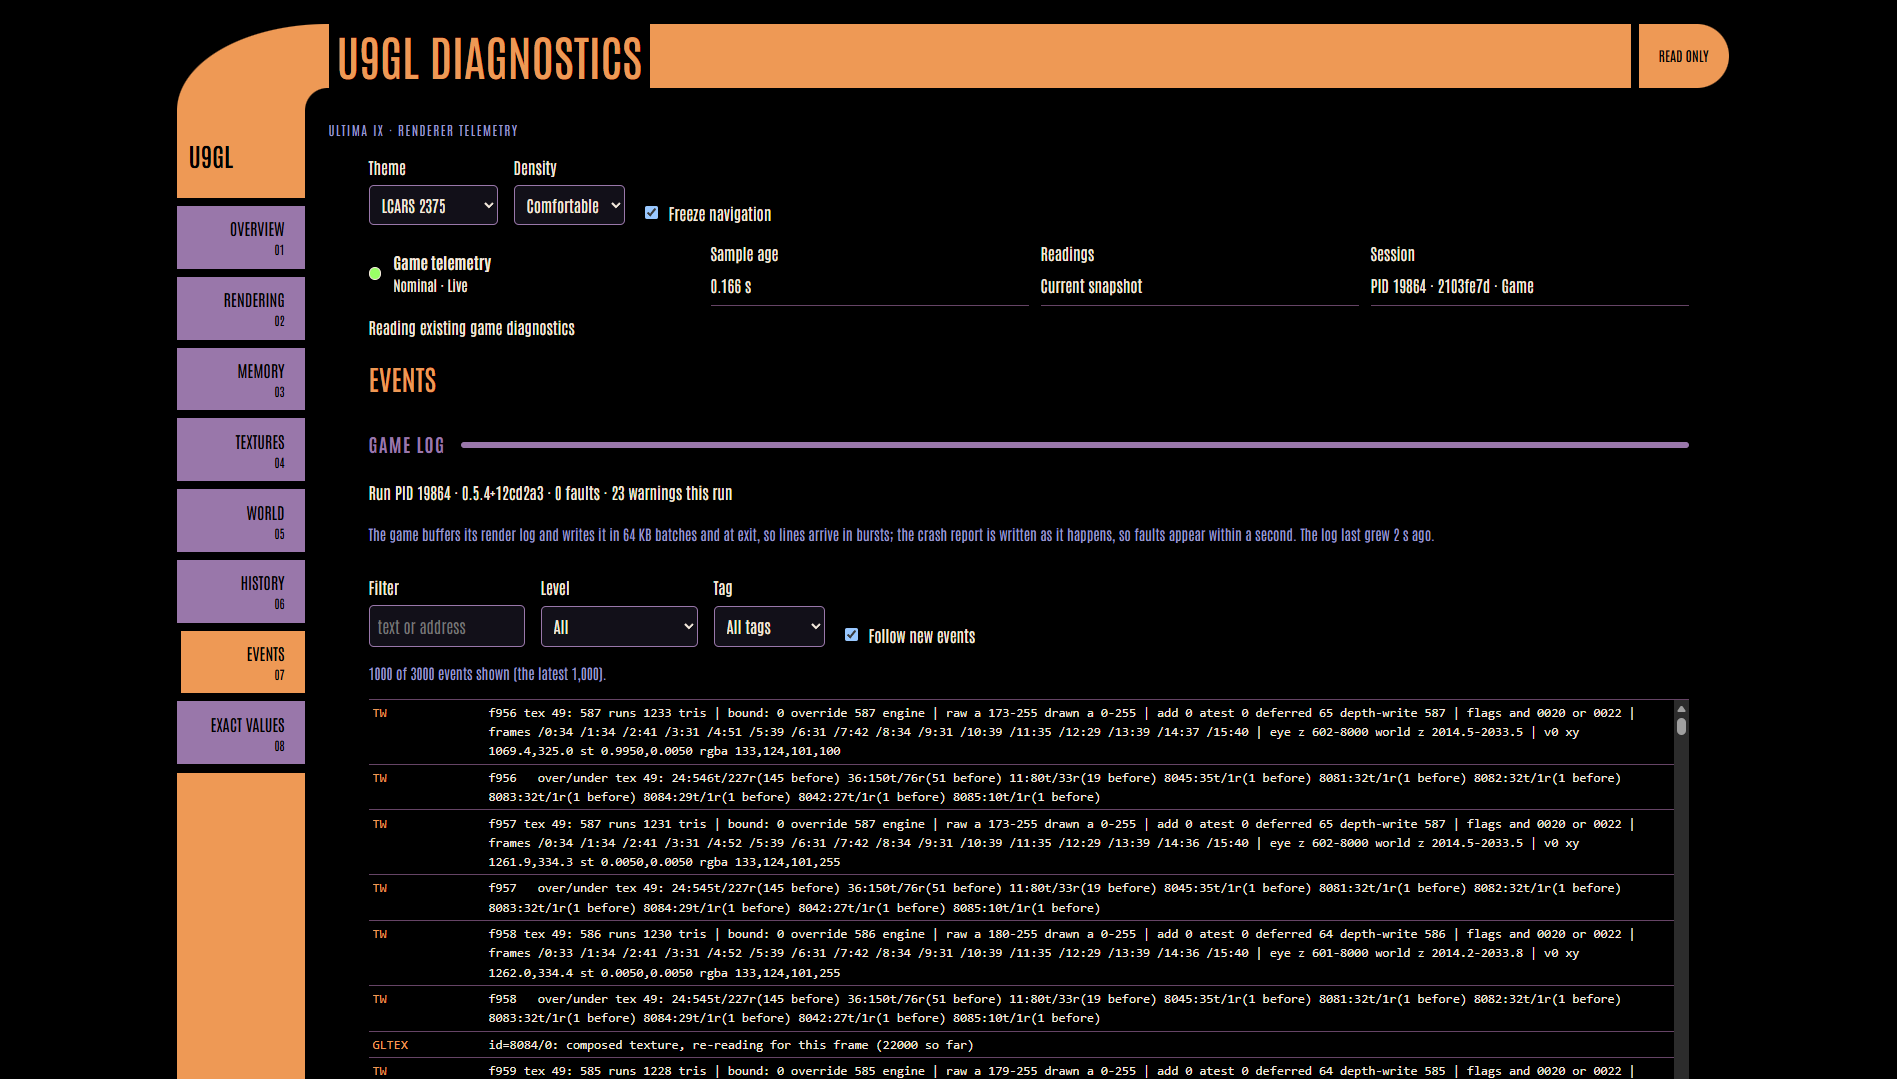 U9GL DIAGNOSTICS
READ ONLY
U9GL
ULTIMA IX · RENDERER TELEMETRY
Theme
Density
LCARS 2375
Comfortable
Freeze navigation
OVERVIEW
01
RENDERING
02
MEMORY
03
TEXTURES
04
WORLD
05
HISTORY
06
EVENTS
07
EXACT VALUES
08
Game telemetry
Nominal · Live
Sample age
0.166 s
Readings
Current snapshot
Session
PID 19864 · 2103fe7d · Game
Reading existing game diagnostics
EVENTS
GAME LOG
Run PID 19864 · 0.5.4+12cd2a3 · 0 faults · 23 warnings this run
The game buffers its render log and writes it in 64 KB batches and at exit, so lines arrive in bursts; the crash report is written as it happens, so faults appear within a second. The log last grew 2 s ago.
Filter
Level
Tag
text or address
All
All tags
Follow new events
1000 of 3000 events shown (the latest 1,000).
TW f956 tex 49: 587 runs 1233 tris | bound: 0 override 587 engine | raw a 173-255 drawn a 0-255 | add 0 atest 0 deferred 65 depth-write 587 | flags and 0020 or 0022 |
frames /0:34 /1:34 /2:41 /3:31 /4:51 /5:39 /6:31 /7:42 /8:34 /9:31 /10:39 /11:35 /12:29 /13:39 /14:37 /15:40 | eye z 602-8000 world z 2014.5-2033.5 | v0 xy
1069.4,325.0 st 0.9950,0.0050 rgba 133,124,101,100
TW f956   over/under tex 49: 24:546t/227r(145 before) 36:150t/76r(51 before) 11:80t/33r(19 before) 8045:35t/1r(1 before) 8081:32t/1r(1 before) 8082:32t/1r(1 before)
8083:32t/1r(1 before) 8084:29t/1r(1 before) 8042:27t/1r(1 before) 8085:10t/1r(1 before)
TW f957 tex 49: 587 runs 1231 tris | bound: 0 override 587 engine | raw a 173-255 drawn a 0-255 | add 0 atest 0 deferred 65 depth-write 587 | flags and 0020 or 0022 |
frames /0:34 /1:34 /2:41 /3:31 /4:52 /5:39 /6:31 /7:42 /8:34 /9:31 /10:39 /11:35 /12:29 /13:39 /14:36 /15:40 | eye z 602-8000 world z 2014.5-2033.5 | v0 xy
1261.9,334.3 st 0.0050,0.0050 rgba 133,124,101,255
TW f957   over/under tex 49: 24:545t/227r(145 before) 36:150t/76r(51 before) 11:80t/33r(19 before) 8045:35t/1r(1 before) 8081:32t/1r(1 before) 8082:32t/1r(1 before)
8083:32t/1r(1 before) 8084:29t/1r(1 before) 8042:27t/1r(1 before) 8085:10t/1r(1 before)
TW f958 tex 49: 586 runs 1230 tris | bound: 0 override 586 engine | raw a 180-255 drawn a 0-255 | add 0 atest 0 deferred 64 depth-write 586 | flags and 0020 or 0022 |
frames /0:33 /1:34 /2:41 /3:31 /4:52 /5:39 /6:31 /7:42 /8:34 /9:31 /10:39 /11:35 /12:29 /13:39 /14:36 /15:40 | eye z 601-8000 world z 2014.2-2033.8 | v0 xy
1262.0,334.4 st 0.0050,0.0050 rgba 133,124,101,255
TW f958   over/under tex 49: 24:545t/227r(145 before) 36:150t/76r(51 before) 11:80t/33r(19 before) 8045:35t/1r(1 before) 8081:32t/1r(1 before) 8082:32t/1r(1 before)
8083:32t/1r(1 before) 8084:29t/1r(1 before) 8042:27t/1r(1 before) 8085:10t/1r(1 before)
GLTEX id=8084/0: composed texture, re-reading for this frame (22000 so far)
TW f959 tex 49: 585 runs 1228 tris | bound: 0 override 585 engine | raw a 179-255 drawn a 0-255 | add 0 atest 0 deferred 64 depth-write 585 | flags and 0020 or 0022 |